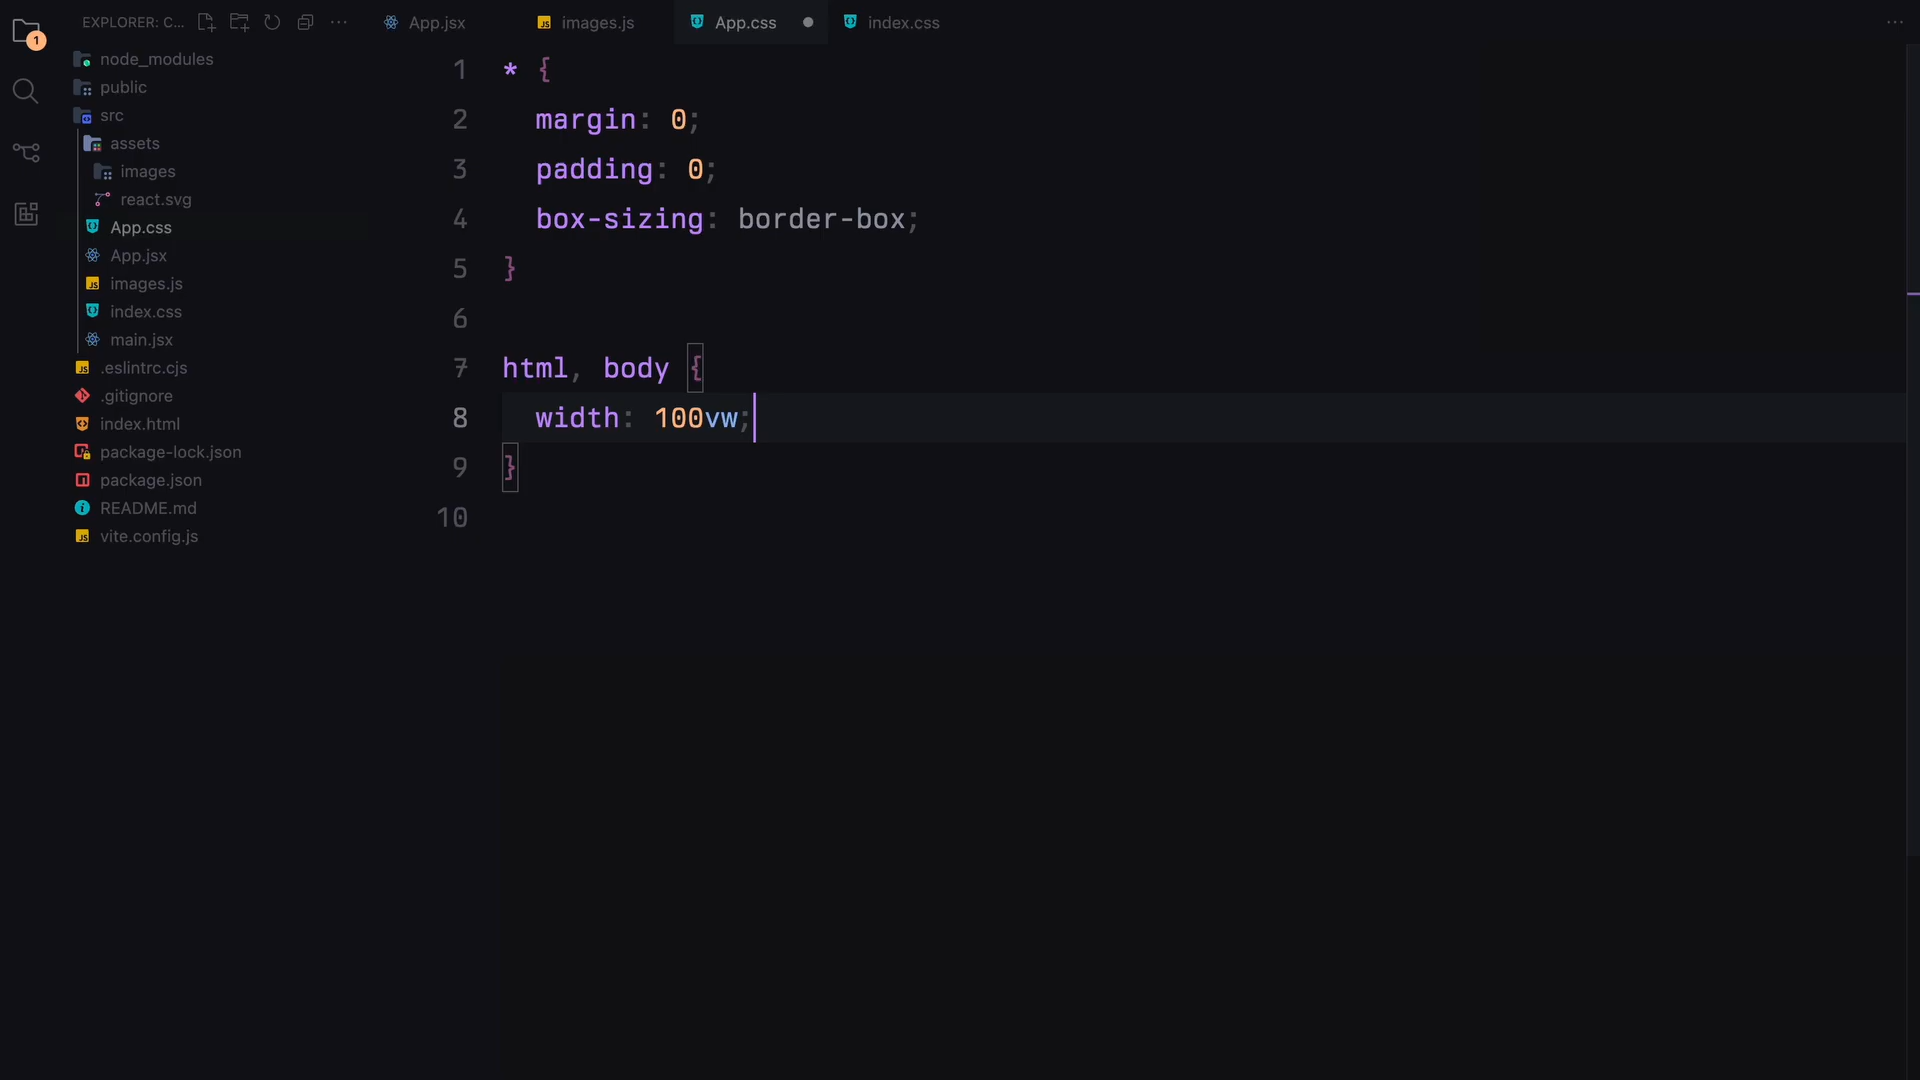 EXPLORER: C...
App.jsx
images.js
App.css
index.css
1
node_modules
public
src
assets
images
react.svg
App.css
App.jsx
images.js
index.css
main.jsx
.eslintrc.cjs
.gitignore
index.html
package-lock.json
package.json
README.md
vite.config.js
1 * {
2 margin: 0;
3 padding: 0;
4 box-sizing: border-box;
5 }
6
7 html, body {
8 width: 100vw;
9 }
10